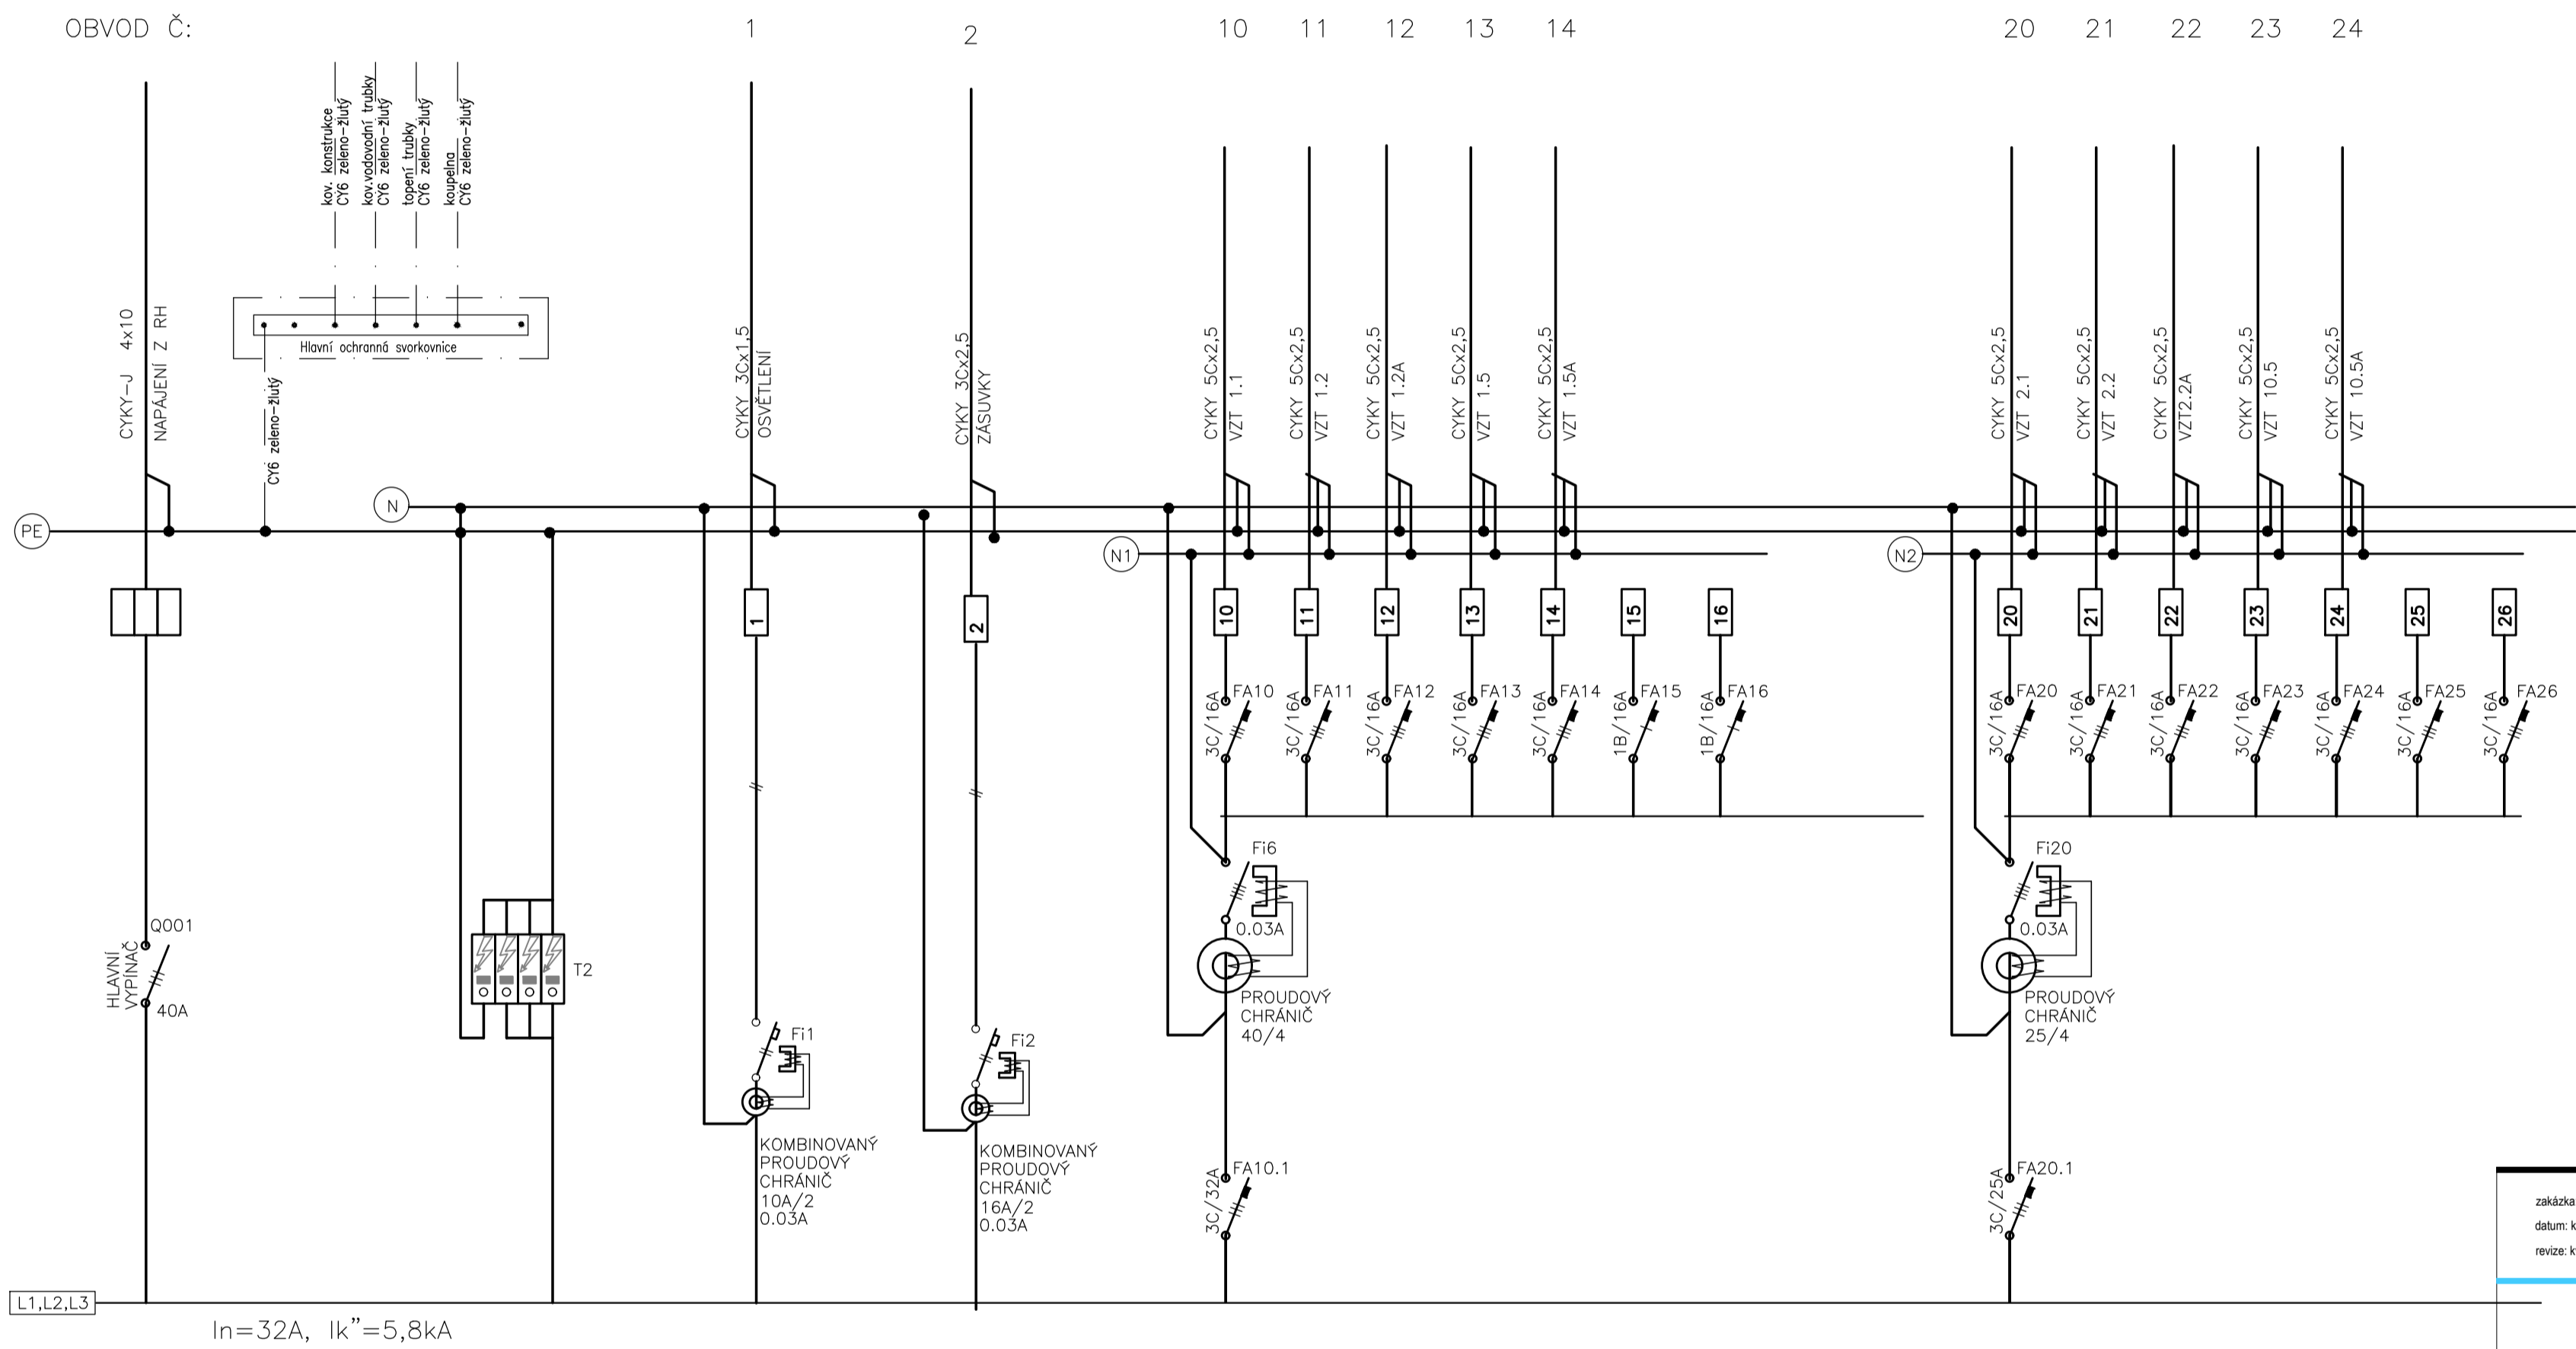 OBVOD Č:
1
2
10
11
12
13
14
20
21
22
23
24
kov. konstrukce
CY6 zeleno-žlutý
kov.vodovodní trubky
CY6 zeleno-žlutý
topení trubky
CY6 zeleno-žlutý
koupelna
CY6 zeleno-žlutý
Hlavní ochranná svorkovnice
CY6 zeleno-žlutý
CYKY-J 4x10
NAPÁJENÍ Z RH
CYKY 3Cx1,5
OSVĚTLENÍ
CYKY 3Cx2,5
ZÁSUVKY
CYKY 5Cx2,5
VZT 1.1
CYKY 5Cx2,5
VZT 1.2
CYKY 5Cx2,5
VZT 1.2A
CYKY 5Cx2,5
VZT 1.5
CYKY 5Cx2,5
VZT 1.5A
CYKY 5Cx2,5
VZT 2.1
CYKY 5Cx2,5
VZT 2.2
CYKY 5Cx2,5
VZT2.2A
CYKY 5Cx2,5
VZT 10.5
CYKY 5Cx2,5
VZT 10.5A
N
PE
N1
N2
1
2
10
11
12
13
14
15
16
20
21
22
23
24
25
26
3C/16A
FA10
3C/16A
FA11
3C/16A
FA12
3C/16A
FA13
3C/16A
FA14
1B/16A
FA15
1B/16A
FA16
3C/16A
FA20
3C/16A
FA21
3C/16A
FA22
3C/16A
FA23
3C/16A
FA24
3C/16A
FA25
3C/16A
FA26
Fi6
0.03A
PROUDOVÝ
CHRÁNIČ
40/4
Fi20
0.03A
PROUDOVÝ
CHRÁNIČ
25/4
HLAVNÍ
VYPÍNAČ
Q001
40A
T2
Fi1
KOMBINOVANÝ
PROUDOVÝ
CHRÁNIČ
10A/2
0.03A
Fi2
KOMBINOVANÝ
PROUDOVÝ
CHRÁNIČ
16A/2
0.03A
3C/32A
FA10.1
3C/25A
FA20.1
zakázka
datum: k
revize: k
L1,L2,L3
In=32A, Ik"=5,8kA